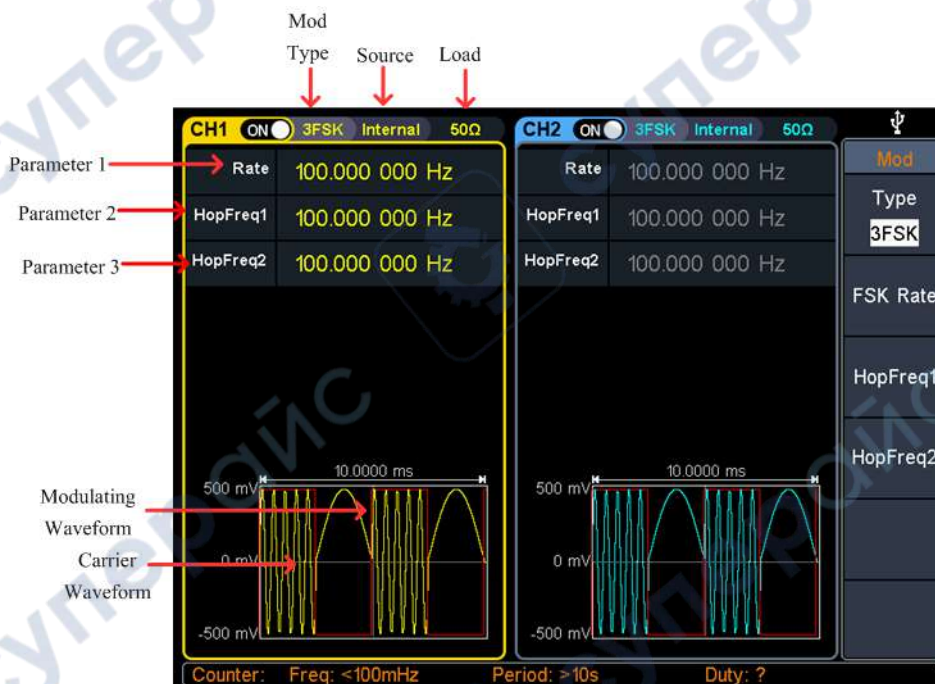 Mod
Type
Source
Load
CH1 ON 3FSK Internal 50Ω
CH2 ON 3FSK Internal 50Ω
Mod
Parameter 1
Rate 100.000 000 Hz
Rate 100.000 000 Hz
Type
3FSK
Parameter 2
HopFreq1 100.000 000 Hz
HopFreq1 100.000 000 Hz
Parameter 3
HopFreq2 100.000 000 Hz
HopFreq2 100.000 000 Hz
FSK Rate
HopFreq1
HopFreq2
10.0000 ms
10.0000 ms
500 mV
500 mV
Modulating
Waveform
0 mV
0 mV
Carrier
Waveform
-500 mV
-500 mV
Counter: Freq: <100mHz Period: >10s Duty: ?
суперайс